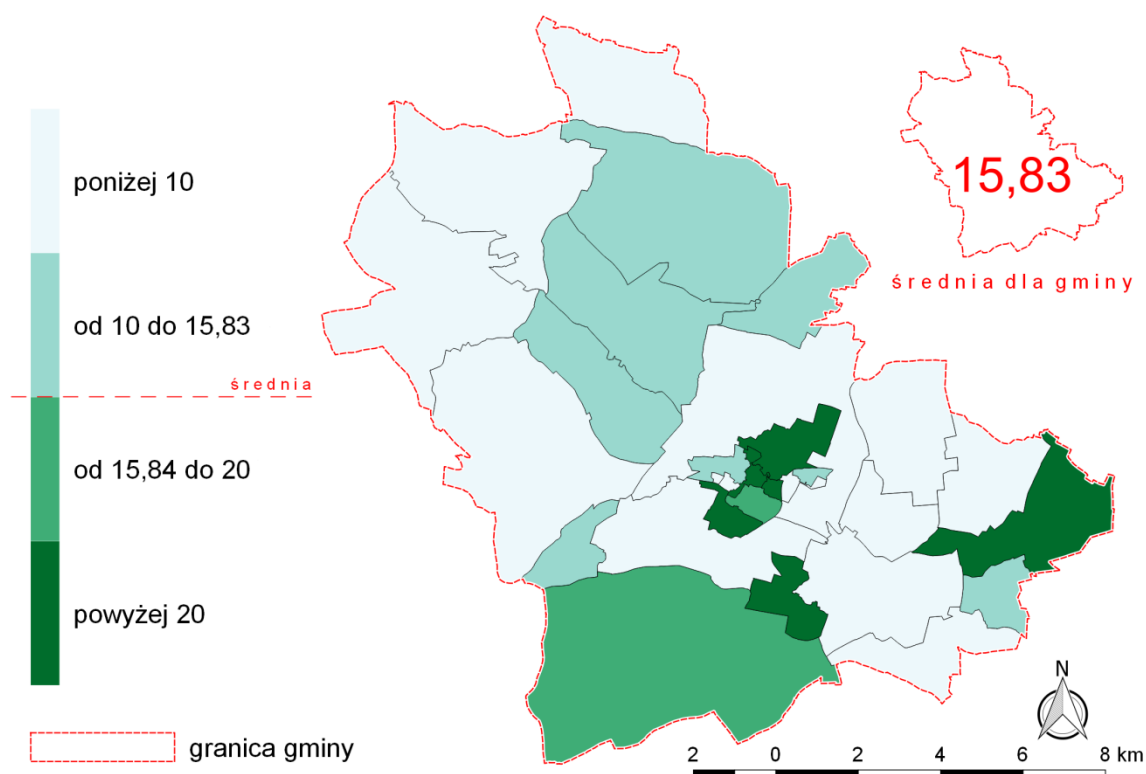 poniżej 10
od 10 do 15,83
średnia
od 15,84 do 20
powyżej 20
granica gminy
15,83
średnia dla gminy
N
2 0 2 4 6 8 km